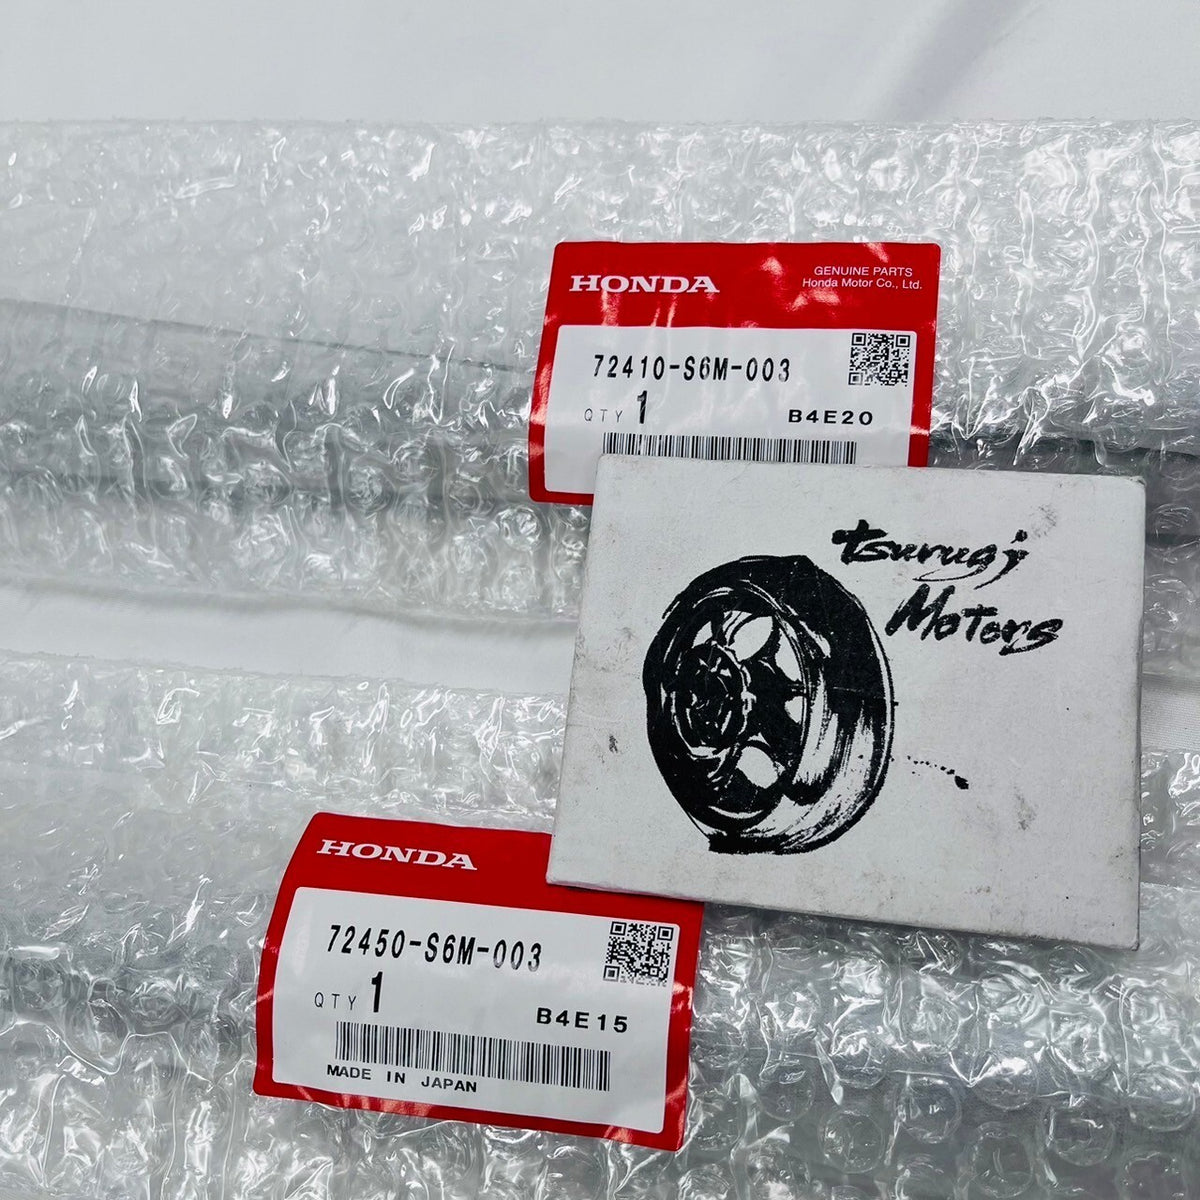 HONDA
GENUINE PARTS
Honda Motor Co., Ltd.
72410-S6M-003
QTY 1
B4E20
tsurugi
Motors
HONDA
72450-S6M-003
QTY 1
B4E15
MADE IN JAPAN